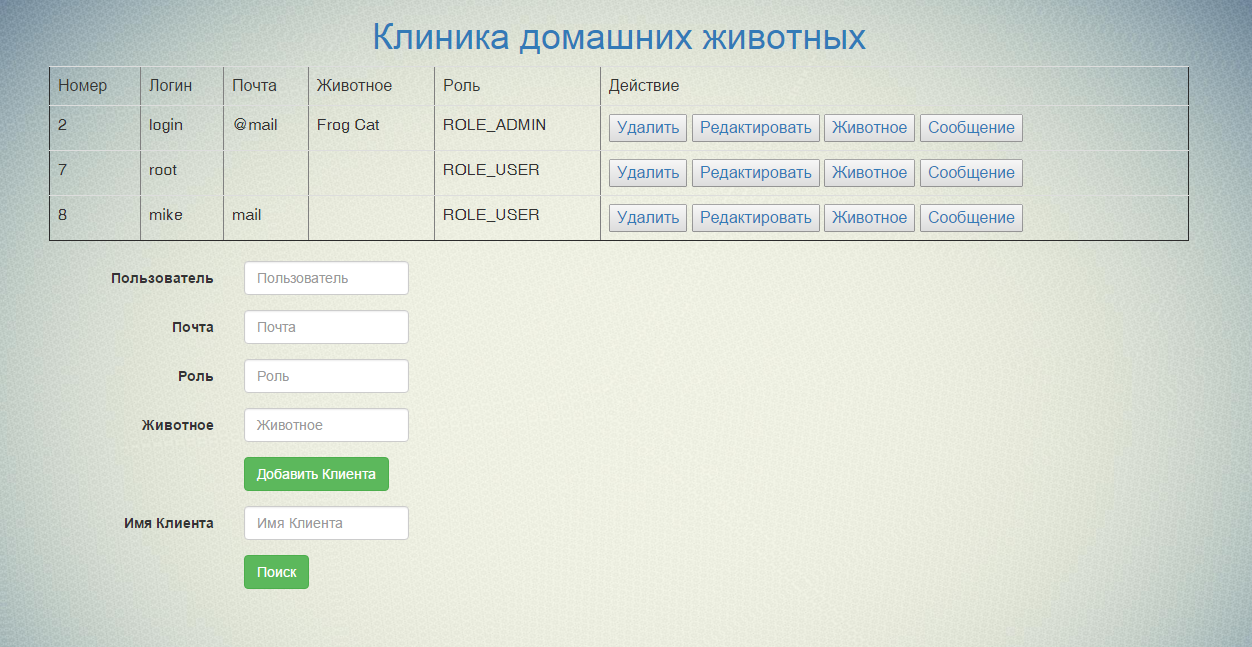 Клиника домашних животных
Номер Логин Почта Животное Роль Действие
2 login @mail Frog Cat ROLE_ADMIN Удалить Редактировать Животное Сообщение
7 root ROLE_USER Удалить Редактировать Животное Сообщение
8 mike mail ROLE_USER Удалить Редактировать Животное Сообщение
Пользователь Пользователь
Почта Почта
Роль Роль
Животное Животное
Добавить Клиента
Имя Клиента Имя Клиента
Поиск